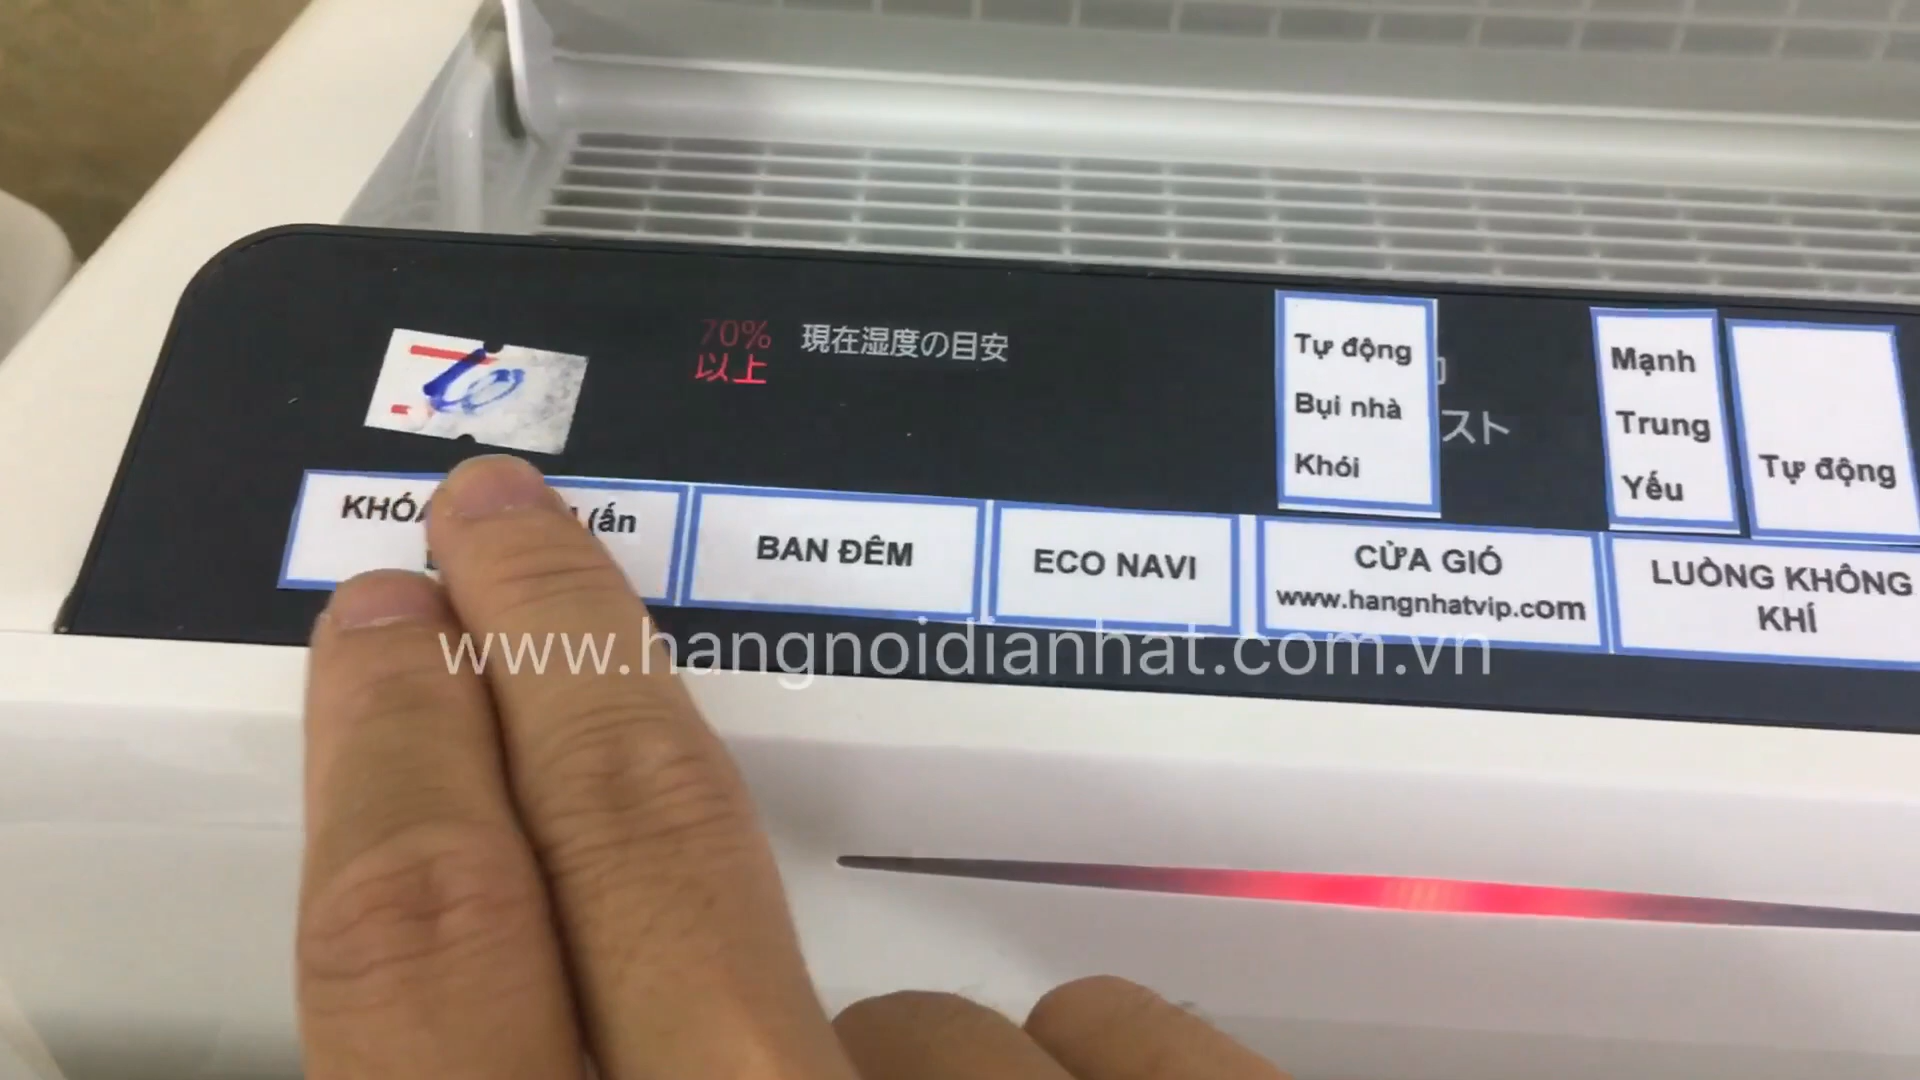 70%
以上
現在湿度の目安
Tự động
Bụi nhà
Khói
スト
Mạnh
Trung
Yếu
Tự động
(ấn
BAN ĐÊM
ECO NAVI
CỬA GIÓ
www.hangnhatvip.com
LUỒNG KHÔNG
KHÍ
www.hangnoidianhat.com.vn